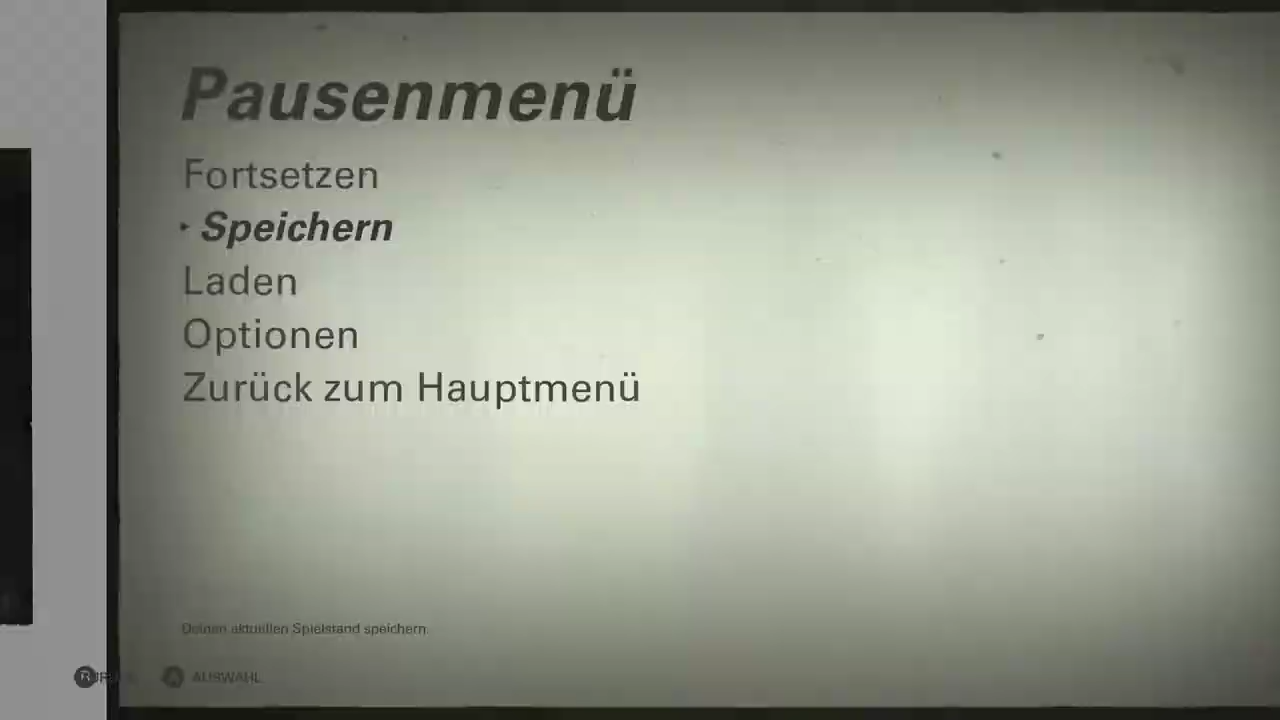 Pausenmenü
Fortsetzen
‣ Speichern
Laden
Optionen
Zurück zum Hauptmenü
Deinen aktuellen Spielstand speichern.
A AUSWAHL